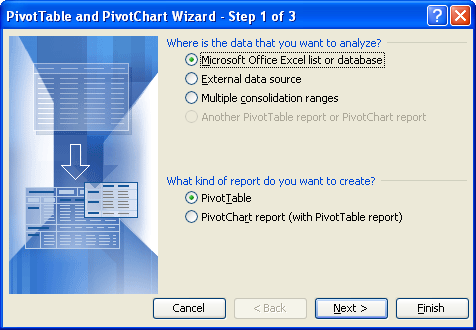 PivotTable and PivotChart Wizard - Step 1 of 3
Where is the data that you want to analyze?
Microsoft Office Excel list or database
External data source
Multiple consolidation ranges
Another PivotTable report or PivotChart report
What kind of report do you want to create?
PivotTable
PivotChart report (with PivotTable report)
Cancel < Back Next > Finish